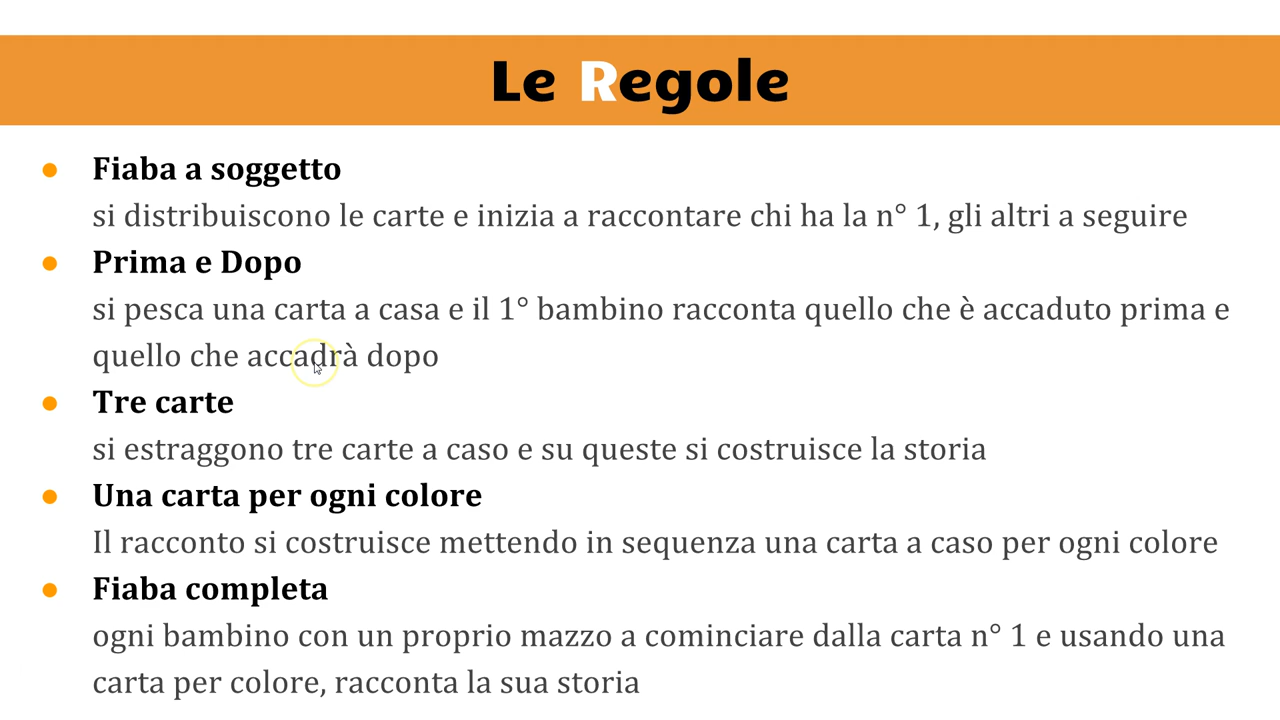 Le Regole
Fiaba a soggetto
si distribuiscono le carte e inizia a raccontare chi ha la n° 1, gli altri a seguire
Prima e Dopo
si pesca una carta a casa e il 1° bambino racconta quello che è accaduto prima e
quello che accadrà dopo
Tre carte
si estraggono tre carte a caso e su queste si costruisce la storia
Una carta per ogni colore
Il racconto si costruisce mettendo in sequenza una carta a caso per ogni colore
Fiaba completa
ogni bambino con un proprio mazzo a cominciare dalla carta n° 1 e usando una
carta per colore, racconta la sua storia